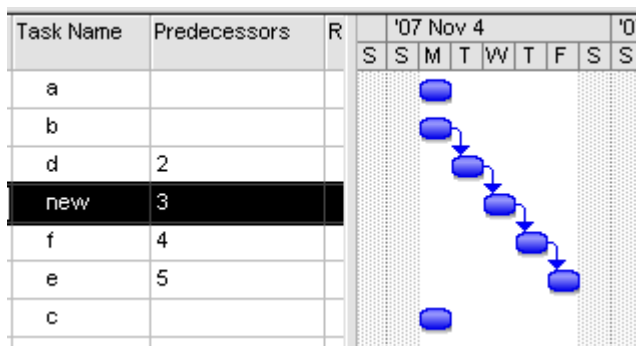 Task Name Predecessors R '07 Nov 4 '0
S S M T W T F S S
a
b
d 2
new 3
f 4
e 5
c